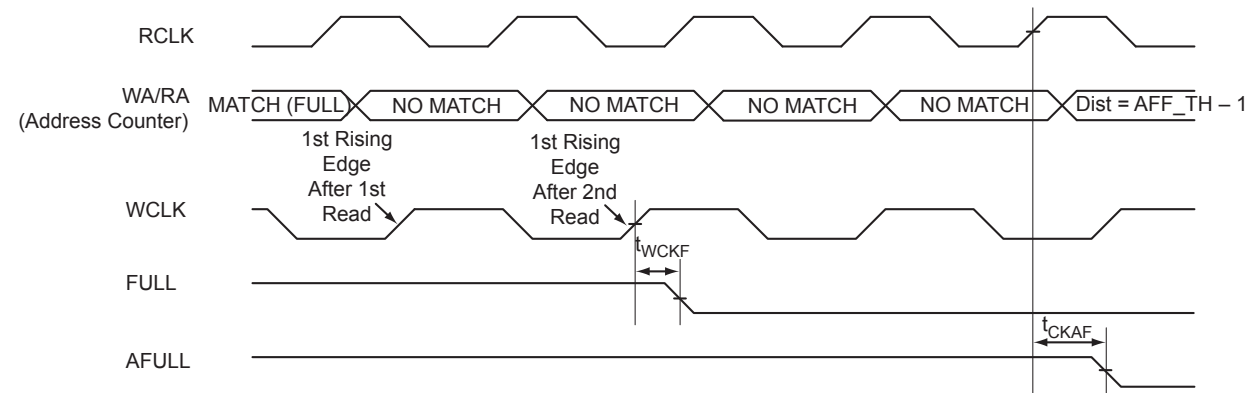 RCLK
WA/RA
(Address Counter)
MATCH (FULL)
NO MATCH
NO MATCH
NO MATCH
NO MATCH
Dist = AFF_TH – 1
1st Rising
Edge
After 1st
Read
1st Rising
Edge
After 2nd
Read
WCLK
tWCKF
FULL
tCKAF
AFULL